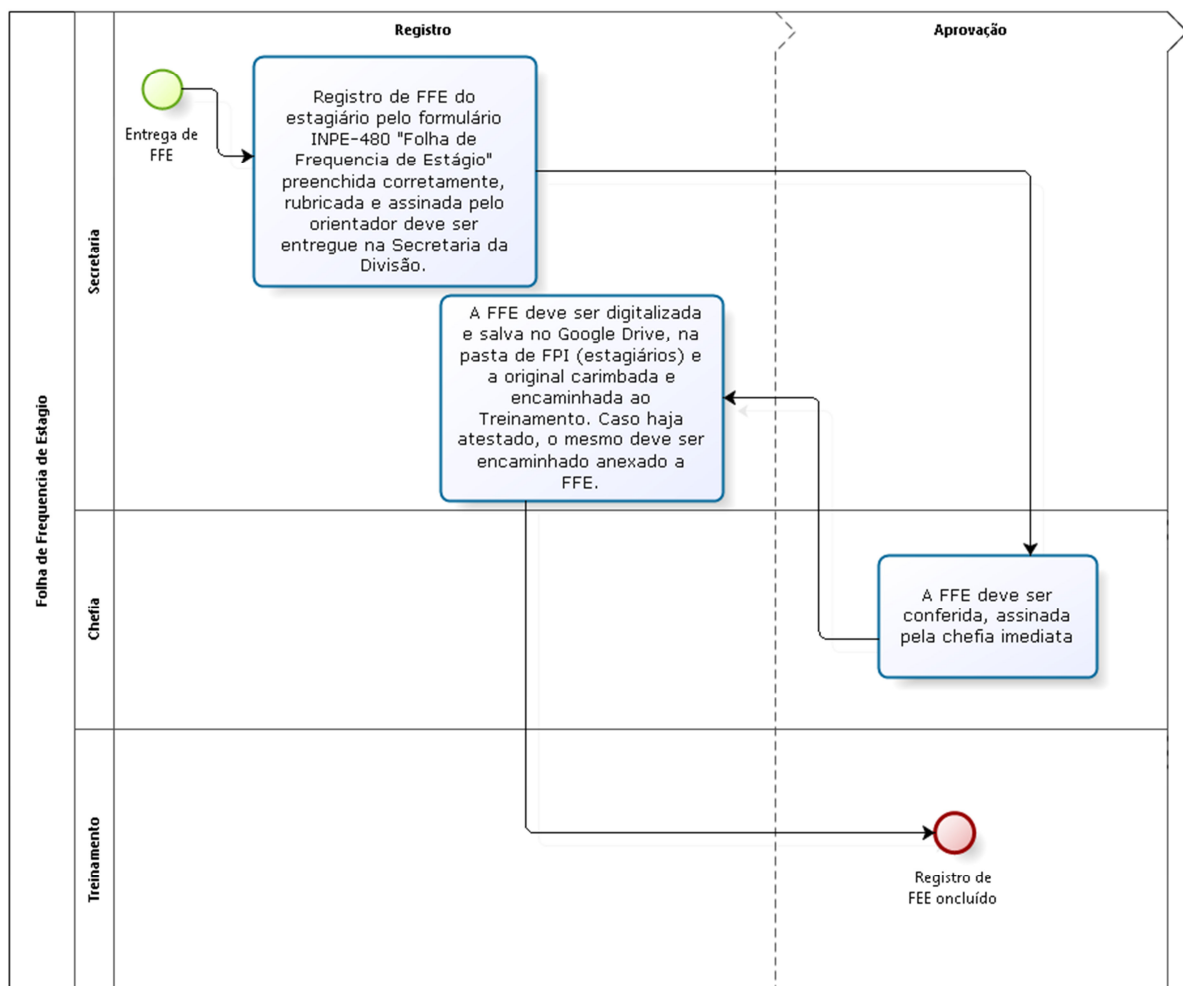 Registro
Aprovação
Folha de Frequencia de Estagio
Secretaria
Entrega de
FFE
Registro de FFE do
estagiário pelo formulário
INPE-480 "Folha de
Frequencia de Estágio"
preenchida corretamente,
rubricada e assinada pelo
orientador deve ser
entregue na Secretaria da
Divisão.
A FFE deve ser digitalizada
e salva no Google Drive, na
pasta de FPI (estagiários) e
a original carimbada e
encaminhada ao
Treinamento. Caso haja
atestado, o mesmo deve ser
encaminhado anexado a
FFE.
Chefia
A FFE deve ser
conferida, assinada
pela chefia imediata
Treinamento
Registro de
FEE oncluído